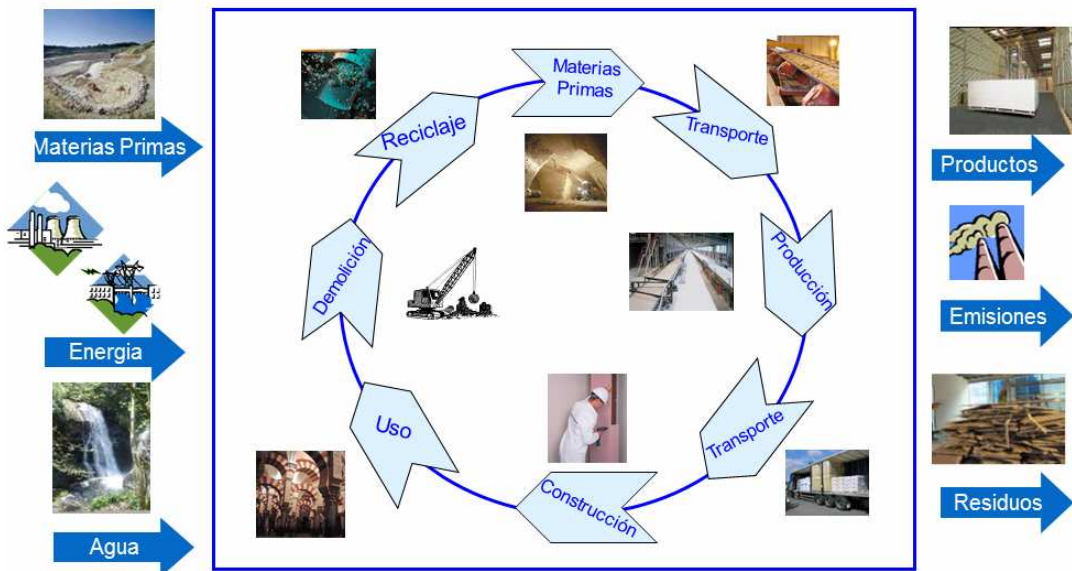 Materias Primas
Energia
Agua
Materias
Primas
Transporte
Producción
Transporte
Construcción
Uso
Demolición
Reciclaje
Productos
Emisiones
Residuos